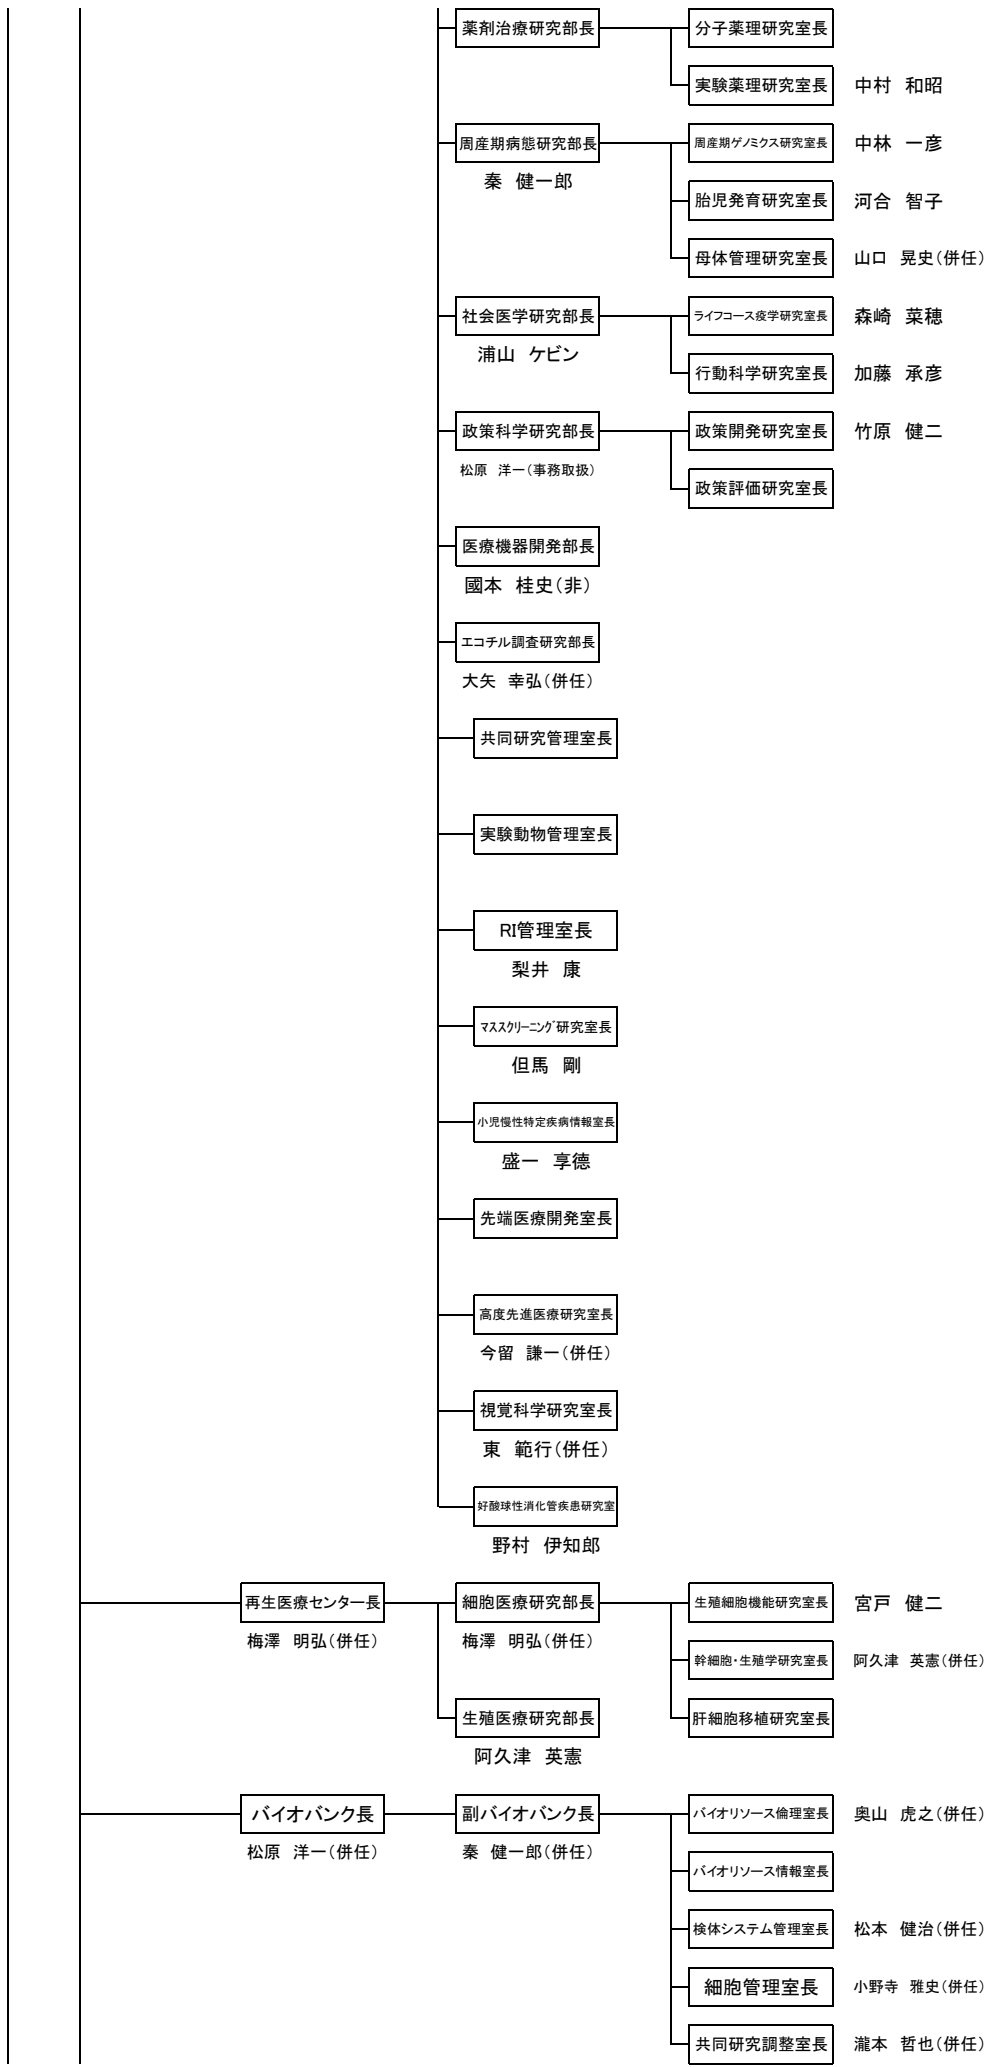 薬剤治療研究部長
分子薬理研究室長
実験薬理研究室長 中村 和昭
周産期病態研究部長
秦 健一郎
周産期ゲノミクス研究室長 中林 一彦
胎児発育研究室長 河合 智子
母体管理研究室長 山口 晃史(併任)
社会医学研究部長
浦山 ケビン
ライフコース疫学研究室長 森崎 菜穂
行動科学研究室長 加藤 承彦
政策科学研究部長
松原 洋一(事務取扱)
政策開発研究室長 竹原 健二
政策評価研究室長
医療機器開発部長
國本 桂史(非)
エコチル調査研究部長
大矢 幸弘(併任)
共同研究管理室長
実験動物管理室長
RI管理室長
梨井 康
マススクリーニング研究室長
但馬 剛
小児慢性特定疾病情報室長
盛一 享德
先端医療開発室長
高度先進医療研究室長
今留 謙一(併任)
視覚科学研究室長
東 範行(併任)
好酸球性消化管疾患研究室
野村 伊知郎
再生医療センター長
梅澤 明弘(併任)
細胞医療研究部長
梅澤 明弘(併任)
生殖細胞機能研究室長 宮戸 健二
幹細胞・生殖学研究室長 阿久津 英憲(併任)
肝細胞移植研究室長
生殖医療研究部長
阿久津 英憲
バイオバンク長
松原 洋一(併任)
副バイオバンク長
秦 健一郎(併任)
バイオリソース倫理室長 奥山 虎之(併任)
バイオリソース情報室長
検体システム管理室長 松本 健治(併任)
細胞管理室長 小野寺 雅史(併任)
共同研究調整室長 瀧本 哲也(併任)